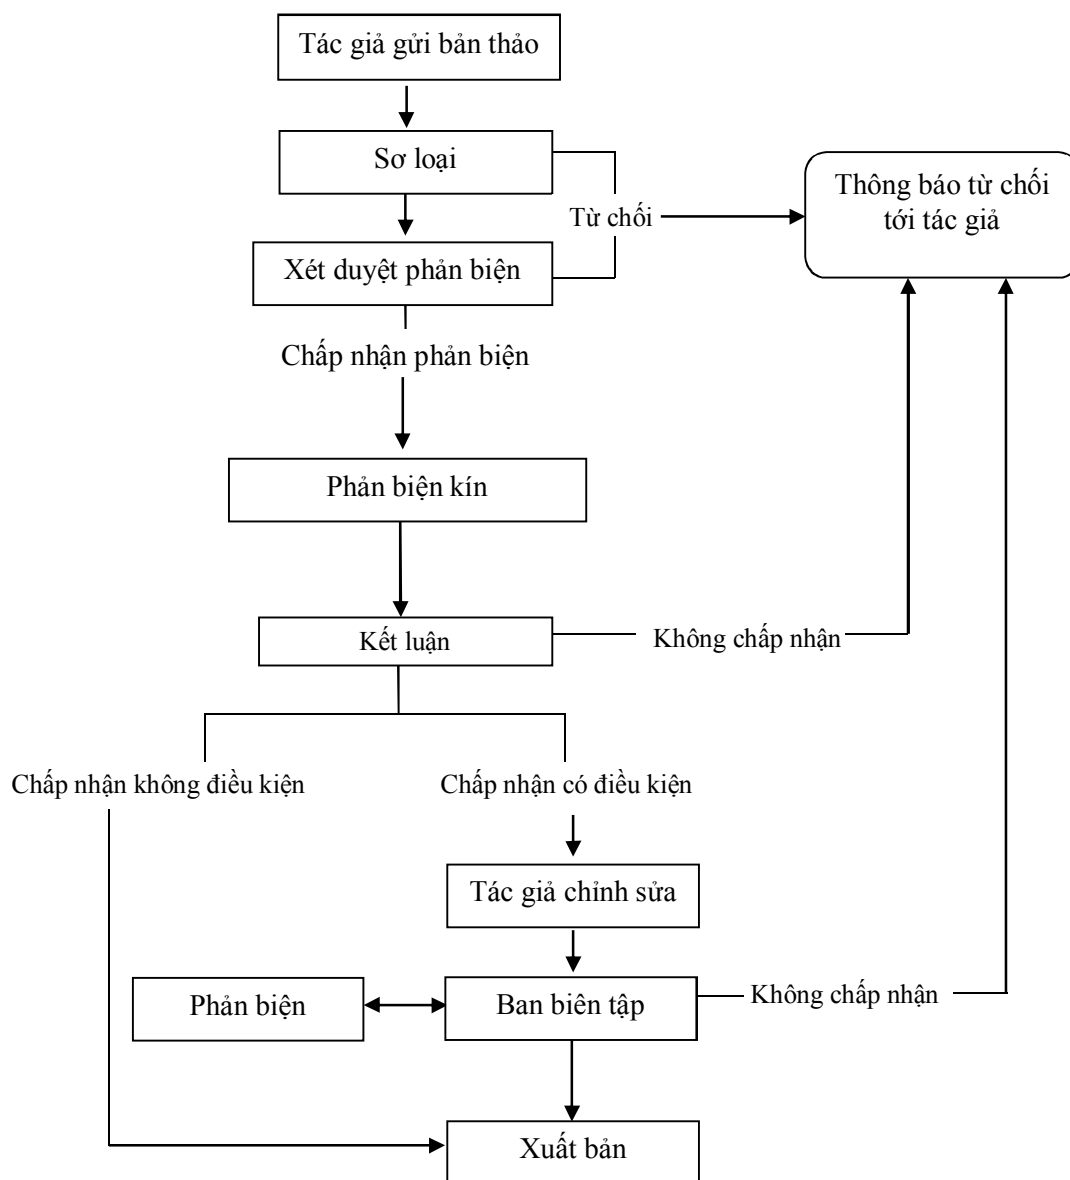 Tác giả gửi bản thảo
Sơ loại
Thông báo từ chối
tới tác giả
Từ chối
Xét duyệt phản biện
Chấp nhận phản biện
Phản biện kín
Kết luận
Không chấp nhận
Chấp nhận không điều kiện
Chấp nhận có điều kiện
Tác giả chỉnh sửa
Phản biện
Ban biên tập
Không chấp nhận
Xuất bản